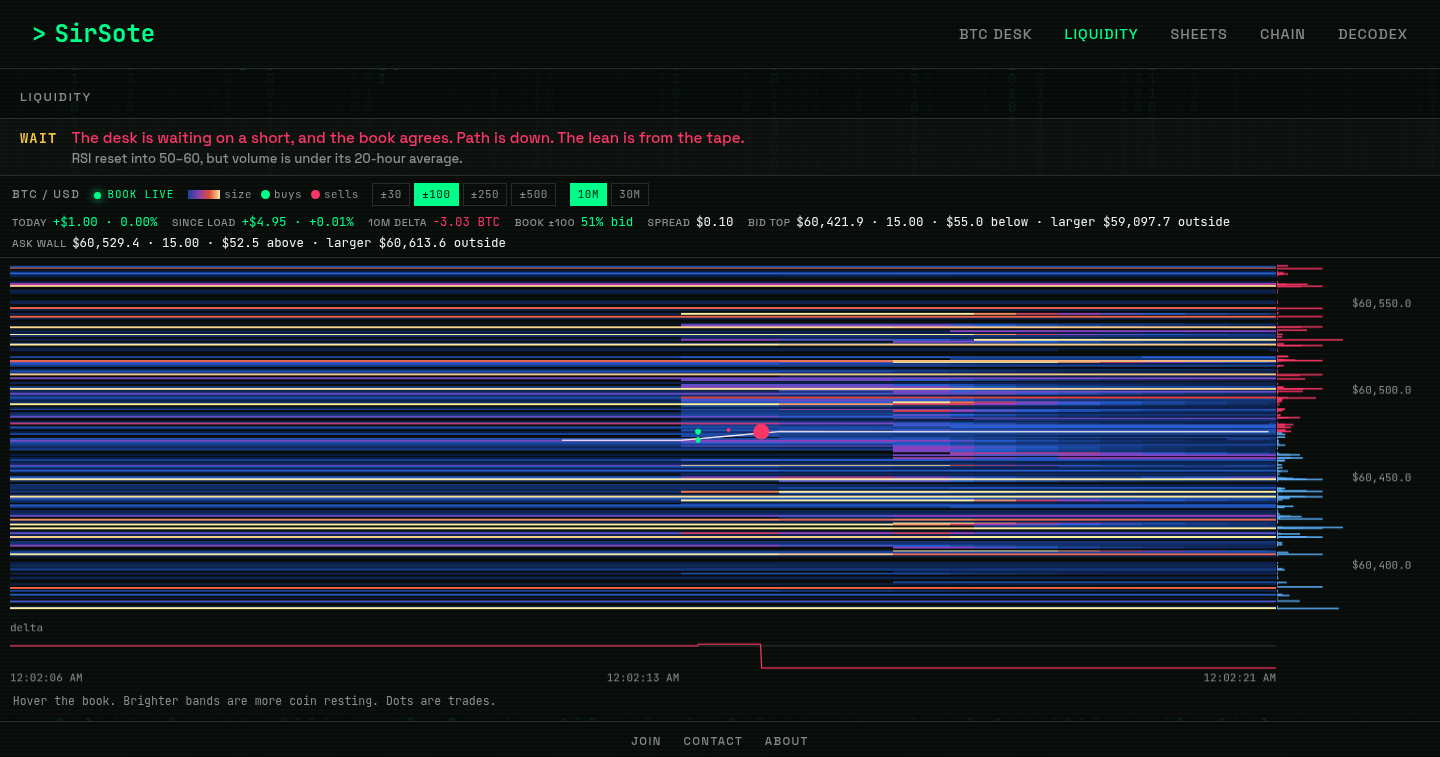 > SirSote
BTC DESK LIQUIDITY SHEETS CHAIN DECODEX
LIQUIDITY
WAIT The desk is waiting on a short, and the book agrees. Path is down. The lean is from the tape.
RSI reset into 50–60, but volume is under its 20-hour average.
BTC / USD BOOK LIVE size buys sells ±30 ±100 ±250 ±500 10M 30M
TODAY +$1.00 · 0.00% SINCE LOAD +$4.95 · +0.01% 10M DELTA -3.03 BTC BOOK ±100 51% bid SPREAD $0.10 BID TOP $60,421.9 · 15.00 · $55.0 below · larger $59,097.7 outside
ASK WALL $60,529.4 · 15.00 · $52.5 above · larger $60,613.6 outside
$60,550.0
$60,500.0
$60,450.0
$60,400.0
delta
12:02:06 AM 12:02:13 AM 12:02:21 AM
Hover the book. Brighter bands are more coin resting. Dots are trades.
JOIN CONTACT ABOUT